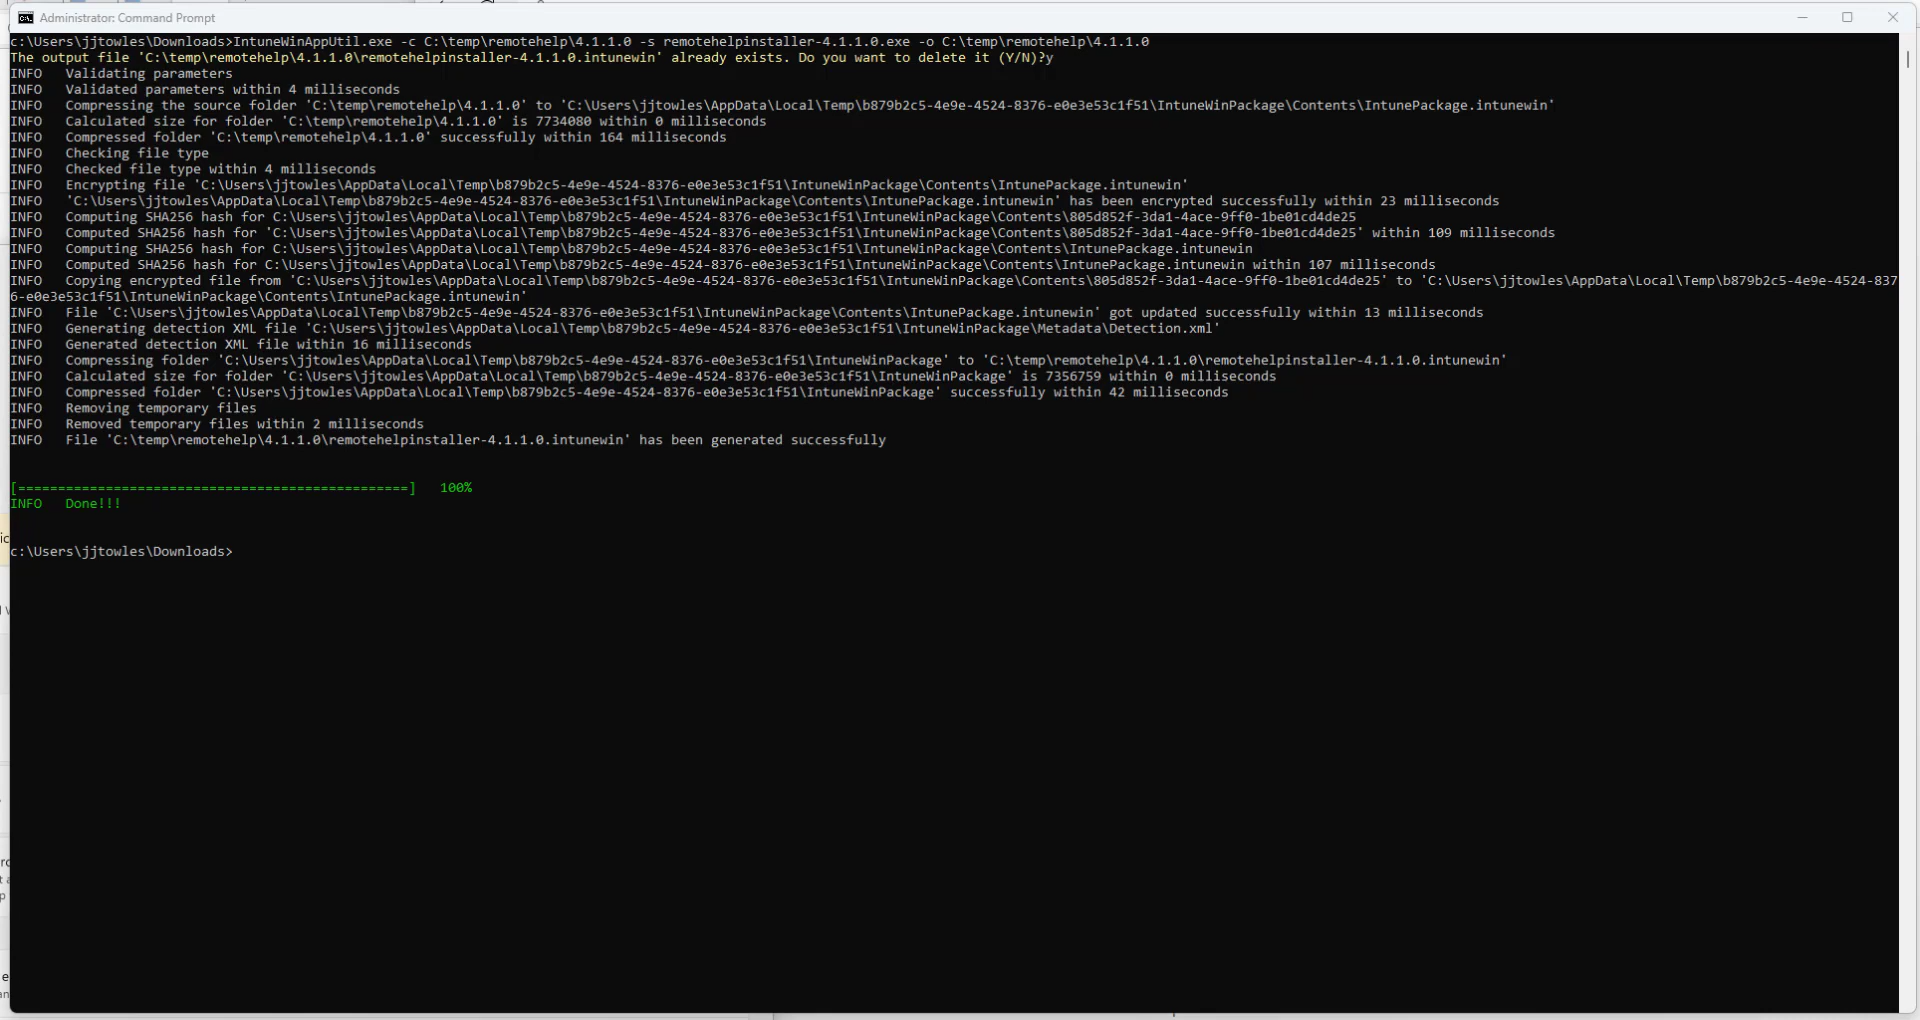 Administrator: Command Prompt
c:\Users\jjtowles\Downloads>IntuneWinAppUtil.exe -c C:\temp\remotehelp\4.1.1.0 -s remotehelpinstaller-4.1.1.0.exe -o C:\temp\remotehelp\4.1.1.0
The output file 'C:\temp\remotehelp\4.1.1.0\remotehelpinstaller-4.1.1.0.intunewin' already exists. Do you want to delete it (Y/N)?y
INFO   Validating parameters
INFO   Validated parameters within 4 milliseconds
INFO   Compressing the source folder 'C:\temp\remotehelp\4.1.1.0' to 'C:\Users\jjtowles\AppData\Local\Temp\b879b2c5-4e9e-4524-8376-e0e3e53c1f51\IntuneWinPackage\Contents\IntunePackage.intunewin'
INFO   Calculated size for folder 'C:\temp\remotehelp\4.1.1.0' is 7734080 within 0 milliseconds
INFO   Compressed folder 'C:\temp\remotehelp\4.1.1.0' successfully within 164 milliseconds
INFO   Checking file type
INFO   Checked file type within 4 milliseconds
INFO   Encrypting file 'C:\Users\jjtowles\AppData\Local\Temp\b879b2c5-4e9e-4524-8376-e0e3e53c1f51\IntuneWinPackage\Contents\IntunePackage.intunewin'
INFO   'C:\Users\jjtowles\AppData\Local\Temp\b879b2c5-4e9e-4524-8376-e0e3e53c1f51\IntuneWinPackage\Contents\IntunePackage.intunewin' has been encrypted successfully within 23 milliseconds
INFO   Computing SHA256 hash for C:\Users\jjtowles\AppData\Local\Temp\b879b2c5-4e9e-4524-8376-e0e3e53c1f51\IntuneWinPackage\Contents\805d852f-3da1-4ace-9ff0-1be01cd4de25
INFO   Computed SHA256 hash for 'C:\Users\jjtowles\AppData\Local\Temp\b879b2c5-4e9e-4524-8376-e0e3e53c1f51\IntuneWinPackage\Contents\805d852f-3da1-4ace-9ff0-1be01cd4de25' within 109 milliseconds
INFO   Computing SHA256 hash for C:\Users\jjtowles\AppData\Local\Temp\b879b2c5-4e9e-4524-8376-e0e3e53c1f51\IntuneWinPackage\Contents\IntunePackage.intunewin
INFO   Computed SHA256 hash for C:\Users\jjtowles\AppData\Local\Temp\b879b2c5-4e9e-4524-8376-e0e3e53c1f51\IntuneWinPackage\Contents\IntunePackage.intunewin within 107 milliseconds
INFO   Copying encrypted file from 'C:\Users\jjtowles\AppData\Local\Temp\b879b2c5-4e9e-4524-8376-e0e3e53c1f51\IntuneWinPackage\Contents\805d852f-3da1-4ace-9ff0-1be01cd4de25' to 'C:\Users\jjtowles\AppData\Local\Temp\b879b2c5-4e9e-4524-837
6-e0e3e53c1f51\IntuneWinPackage\Contents\IntunePackage.intunewin'
INFO   File 'C:\Users\jjtowles\AppData\Local\Temp\b879b2c5-4e9e-4524-8376-e0e3e53c1f51\IntuneWinPackage\Contents\IntunePackage.intunewin' got updated successfully within 13 milliseconds
INFO   Generating detection XML file 'C:\Users\jjtowles\AppData\Local\Temp\b879b2c5-4e9e-4524-8376-e0e3e53c1f51\IntuneWinPackage\Metadata\Detection.xml'
INFO   Generated detection XML file within 16 milliseconds
INFO   Compressing folder 'C:\Users\jjtowles\AppData\Local\Temp\b879b2c5-4e9e-4524-8376-e0e3e53c1f51\IntuneWinPackage' to 'C:\temp\remotehelp\4.1.1.0\remotehelpinstaller-4.1.1.0.intunewin'
INFO   Calculated size for folder 'C:\Users\jjtowles\AppData\Local\Temp\b879b2c5-4e9e-4524-8376-e0e3e53c1f51\IntuneWinPackage' is 7356759 within 0 milliseconds
INFO   Compressed folder 'C:\Users\jjtowles\AppData\Local\Temp\b879b2c5-4e9e-4524-8376-e0e3e53c1f51\IntuneWinPackage' successfully within 42 milliseconds
INFO   Removing temporary files
INFO   Removed temporary files within 2 milliseconds
INFO   File 'C:\temp\remotehelp\4.1.1.0\remotehelpinstaller-4.1.1.0.intunewin' has been generated successfully
[=================================================]   100%
INFO   Done!!!
c:\Users\jjtowles\Downloads>